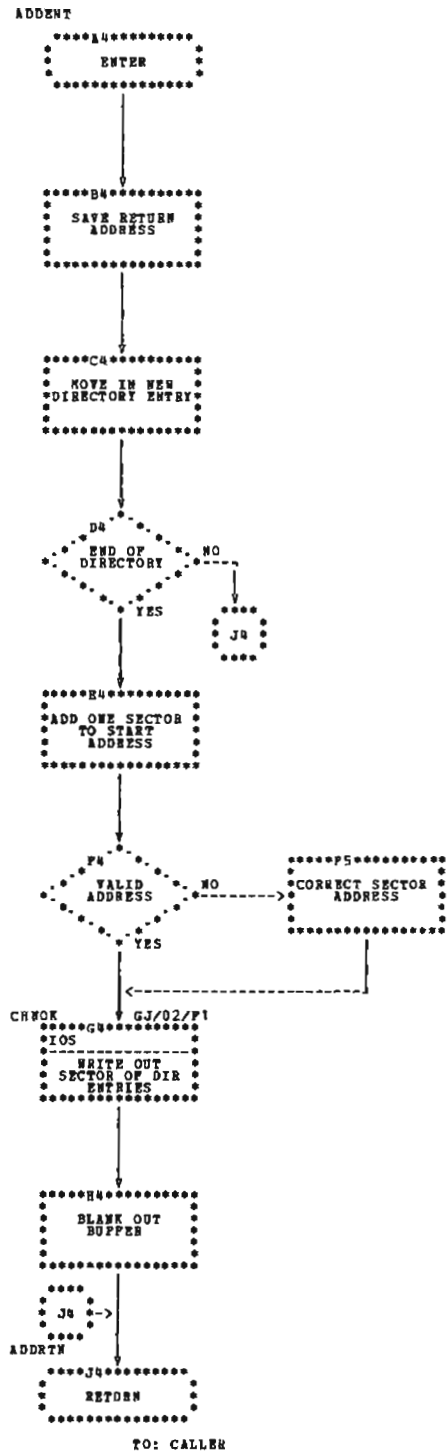 ADDENT
A4
ENTER
B4
SAVE RETURN
ADDRESS
C4
MOVE IN NEW
DIRECTORY ENTRY
D4
END OF
DIRECTORY
NO
YES
J4
E4
ADD ONE SECTOR
TO START
ADDRESS
F4
VALID
ADDRESS
NO
YES
F5
CORRECT SECTOR
ADDRESS
CHNOK
G4
GJ/02/F1
IOS
WRITE OUT
SECTOR OF DIR
ENTRIES
H4
BLANK OUT
BUFFER
J4
ADDRTN
J4
RETURN
TO: CALLER